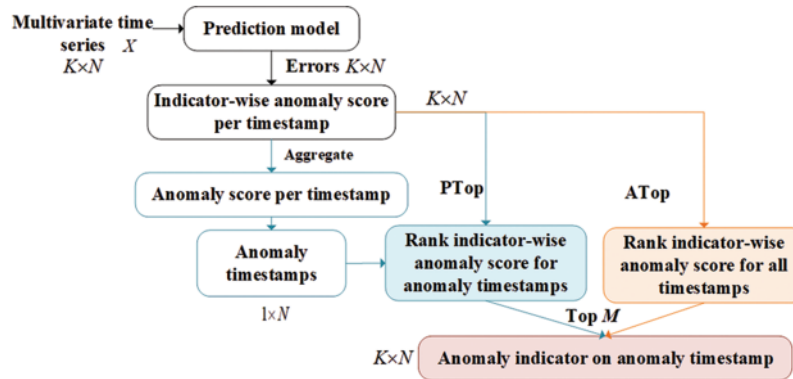 Multivariate time
series X
K×N
Prediction model
Errors K×N
Indicator-wise anomaly score
per timestamp
K×N
Aggregate
PTop
ATop
Anomaly score per timestamp
Anomaly
timestamps
1×N
Rank indicator-wise
anomaly score for
anomaly timestamps
Rank indicator-wise
anomaly score for all
timestamps
Top M
K×N
Anomaly indicator on anomaly timestamp